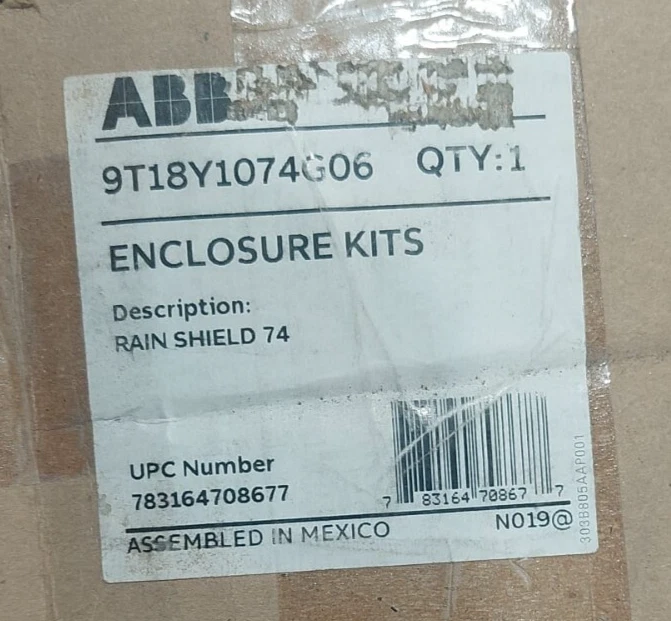 ABB
9T18Y1074G06 QTY:1
ENCLOSURE KITS
Description:
RAIN SHIELD 74
UPC Number
783164708677
7 83164 70867 7
ASSEMBLED IN MEXICO
N019@
303B805AAP001